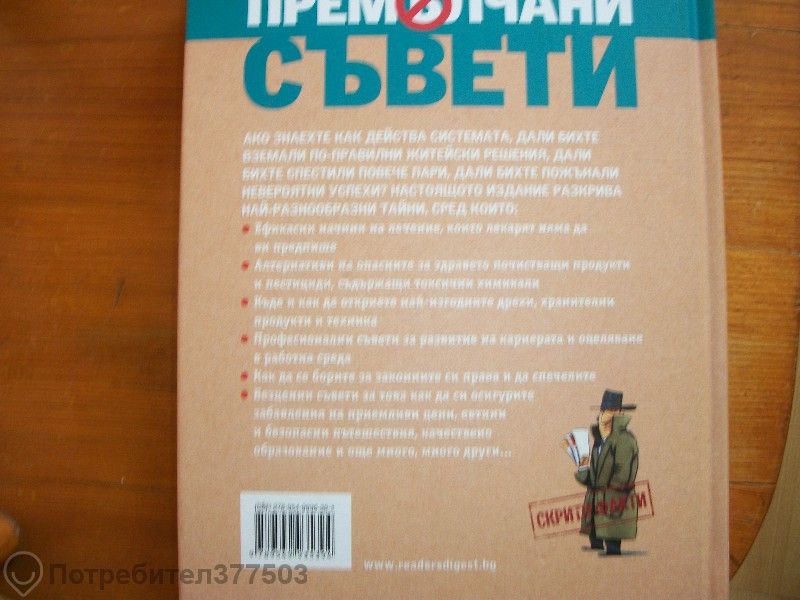 ПРЕМЪЛЧАНИ
СЪВЕТИ
АКО ЗНАЕХТЕ КАК ДЕЙСТВА СИСТЕМАТА, ДАЛИ БИХТЕ
ВЗЕМАЛИ ПО-ПРАВИЛНИ ЖИТЕЙСКИ РЕШЕНИЯ, ДАЛИ
БИХТЕ СПЕСТИЛИ ПОВЕЧЕ ПАРИ, ДАЛИ БИХТЕ ПОЖЪНАЛИ
НЕВЕРОЯТНИ УСПЕХИ? НАСТОЯЩОТО ИЗДАНИЕ РАЗКРИВА
НАЙ-РАЗНООБРАЗНИ ТАЙНИ, СРЕД КОИТО:
Ефикасни начини на лечение, които лекарят няма да
ви предпише
Алтернативи на опасните за здравето почистващи продукти
и пестициди, съдържащи токсични химикали
Къде и как да откриете най-изгодните дрехи, хранителни
продукти и техника
Професионални съвети за развитие на кариерата и оцеляване
в работна среда
Как да се борите за законните си права и да спечелите
Безценни съвети за това как да си осигурите
забавления на приемливи цени, евтини
и безопасни пътешествия, качествено
образование и още много, много други...
СКРИТИ ФАКТИ
www.readersdigest.bg
Потребител377503